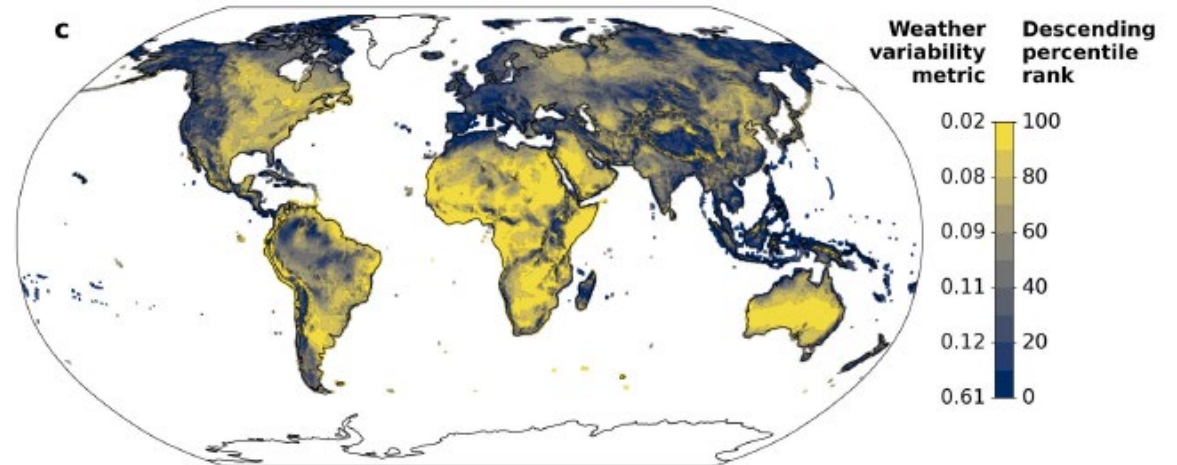 c
Weather
variability
metric
Descending
percentile
rank
0.02 100
0.08 80
0.09 60
0.11 40
0.12 20
0.61 0